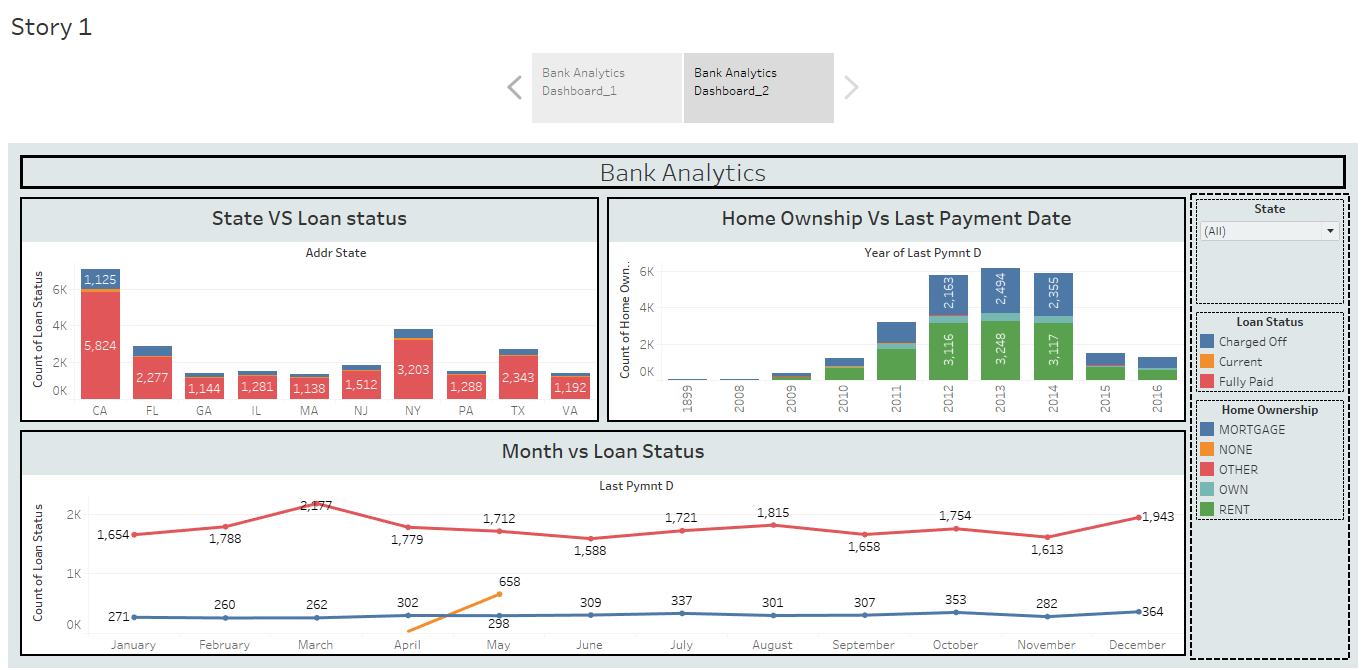 Story 1
Bank Analytics
Dashboard_1
Bank Analytics
Dashboard_2
Bank Analytics
State VS Loan status
Addr State
Count of Loan Status
6K
4K
2K
0K
1,125
5,824
2,277
1,144
1,281
1,138
1,512
3,203
1,288
2,343
1,192
CA FL GA IL MA NJ NY PA TX VA
Home Ownship Vs Last Payment Date
Year of Last Pymnt D
Count of Home Own..
6K
4K
2K
0K
2,163 2,494 2,355
3,116 3,248 3,117
1899 2008 2009 2010 2011 2012 2013 2014 2015 2016
Month vs Loan Status
Last Pymnt D
Count of Loan Status
2K
1K
0K
1,654 1,788 2,177 1,779 1,712 1,588 1,721 1,815 1,658 1,754 1,613 1,943
658
271 260 262 302 298 309 337 301 307 353 282 364
January February March April May June July August September October November December
State
(All)
Loan Status
Charged Off
Current
Fully Paid
Home Ownership
MORTGAGE
NONE
OTHER
OWN
RENT